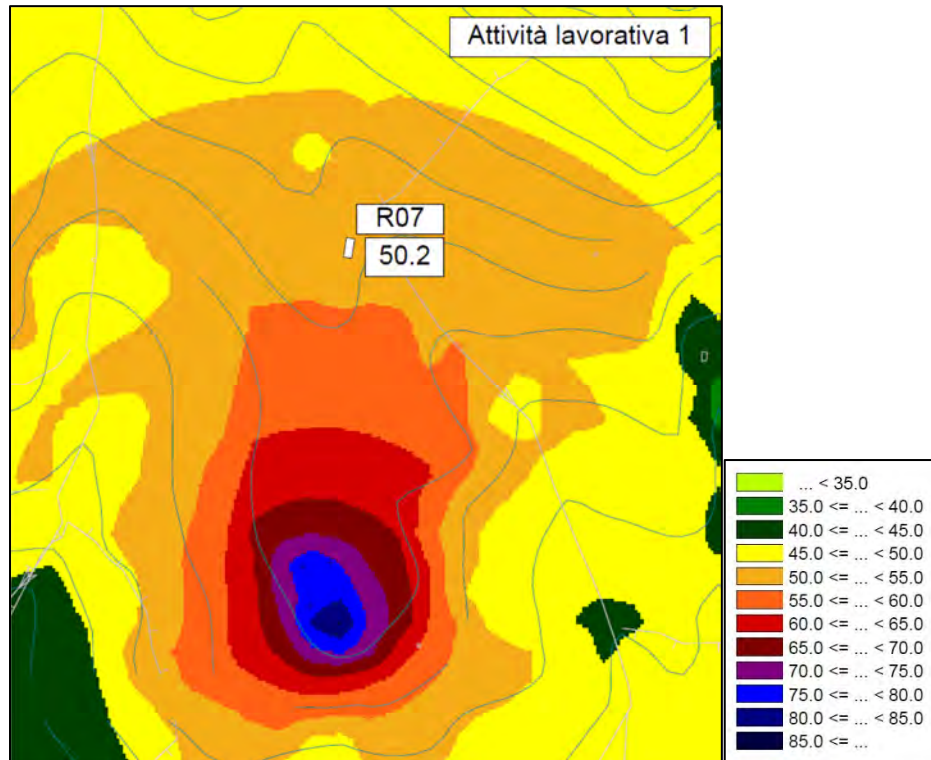 Attività lavorativa 1
R07
50.2
... < 35.0
35.0 <= ... < 40.0
40.0 <= ... < 45.0
45.0 <= ... < 50.0
50.0 <= ... < 55.0
55.0 <= ... < 60.0
60.0 <= ... < 65.0
65.0 <= ... < 70.0
70.0 <= ... < 75.0
75.0 <= ... < 80.0
80.0 <= ... < 85.0
85.0 <= ...